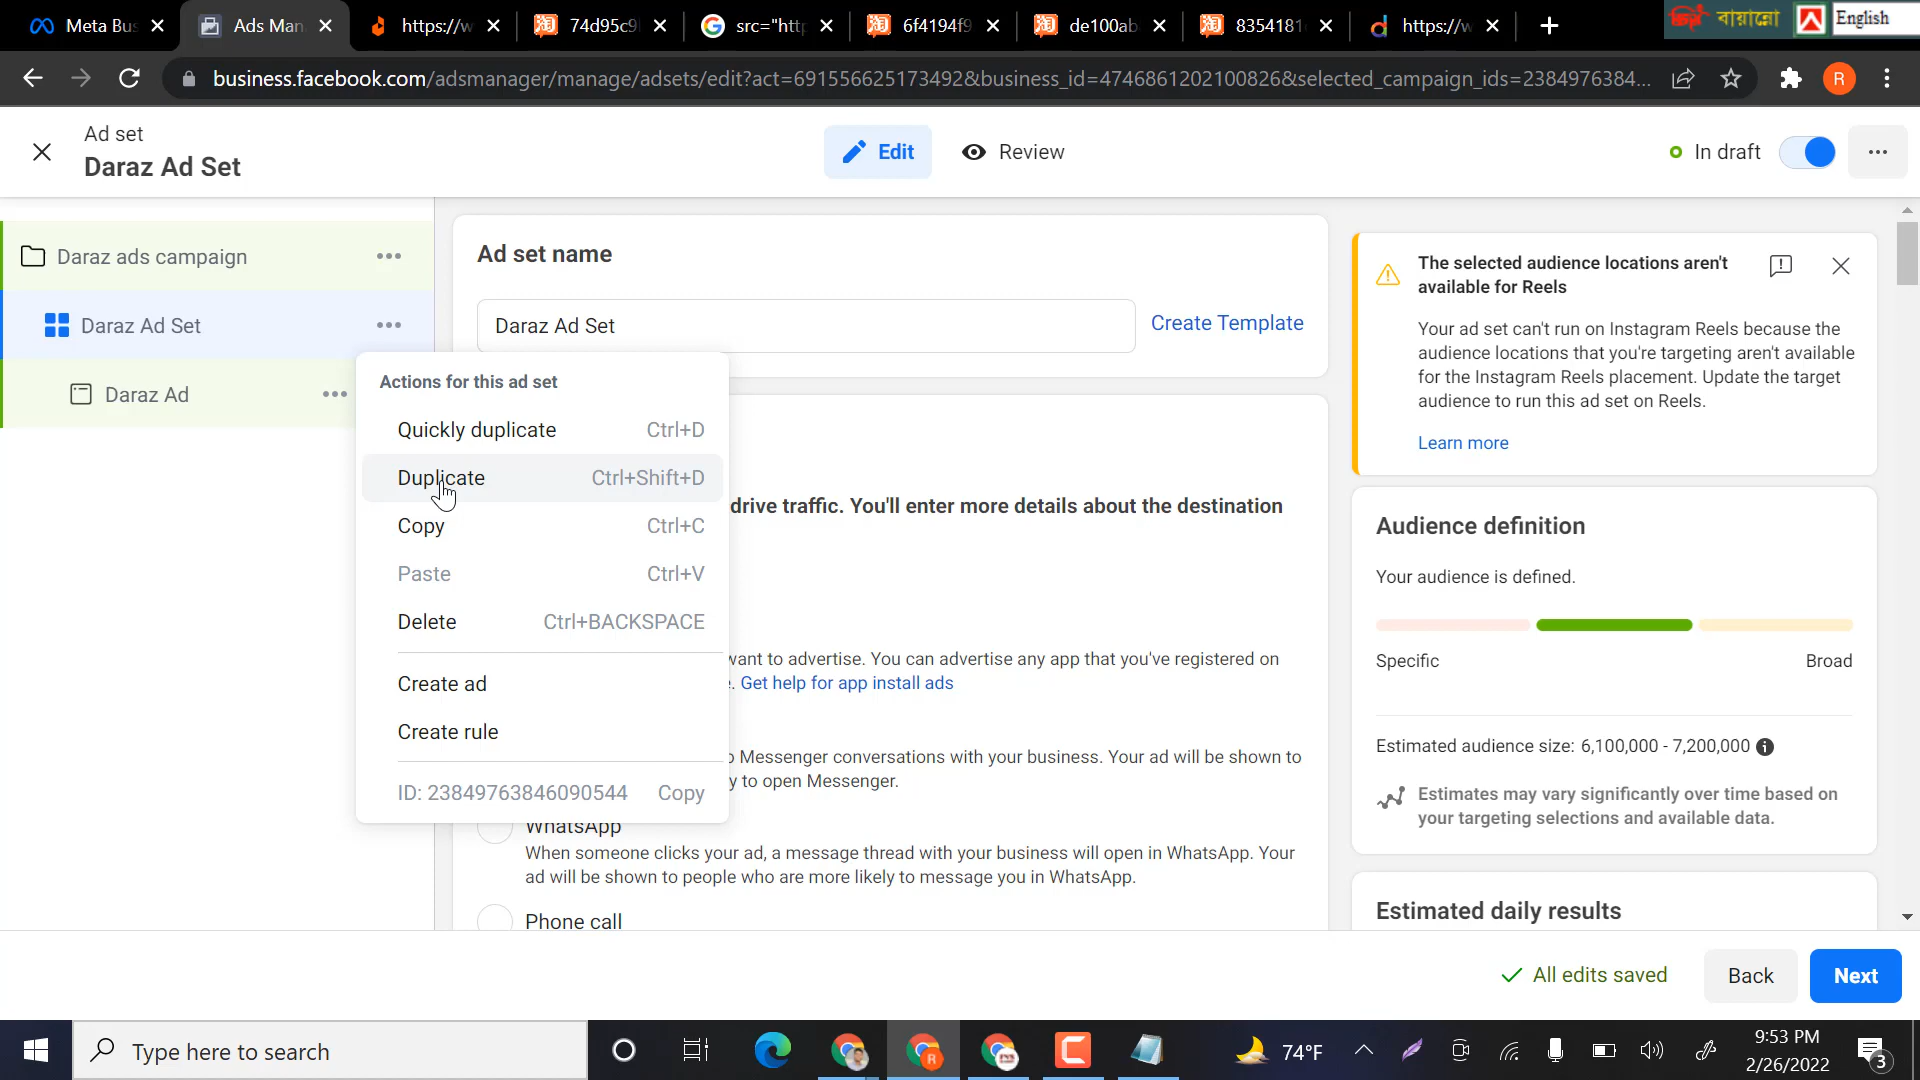 Meta Bus
Ads Man
https://w
74d95c9
src="http
6f4194f9
de100ab
8354181
https://w
বায়ান্নো
English
business.facebook.com/adsmanager/manage/adsets/edit?act=691556625173492&business_id=4746861202100826&selected_campaign_ids=2384976384...
R
Ad set
Daraz Ad Set
Edit
Review
In draft
Daraz ads campaign
Daraz Ad Set
Daraz Ad
Actions for this ad set
Quickly duplicate Ctrl+D
Duplicate Ctrl+Shift+D
Copy Ctrl+C
Paste Ctrl+V
Delete Ctrl+BACKSPACE
Create ad
Create rule
ID: 23849763846090544 Copy
Ad set name
Daraz Ad Set
Create Template
drive traffic. You'll enter more details about the destination
want to advertise. You can advertise any app that you've registered on
. Get help for app install ads
Messenger conversations with your business. Your ad will be shown to
y to open Messenger.
WhatsApp
When someone clicks your ad, a message thread with your business will open in WhatsApp. Your
ad will be shown to people who are more likely to message you in WhatsApp.
Phone call
The selected audience locations aren't
available for Reels
Your ad set can't run on Instagram Reels because the
audience locations that you're targeting aren't available
for the Instagram Reels placement. Update the target
audience to run this ad set on Reels.
Learn more
Audience definition
Your audience is defined.
Specific Broad
Estimated audience size: 6,100,000 - 7,200,000
Estimates may vary significantly over time based on
your targeting selections and available data.
Estimated daily results
All edits saved
Back
Next
Type here to search
R
74°F
9:53 PM
2/26/2022
3